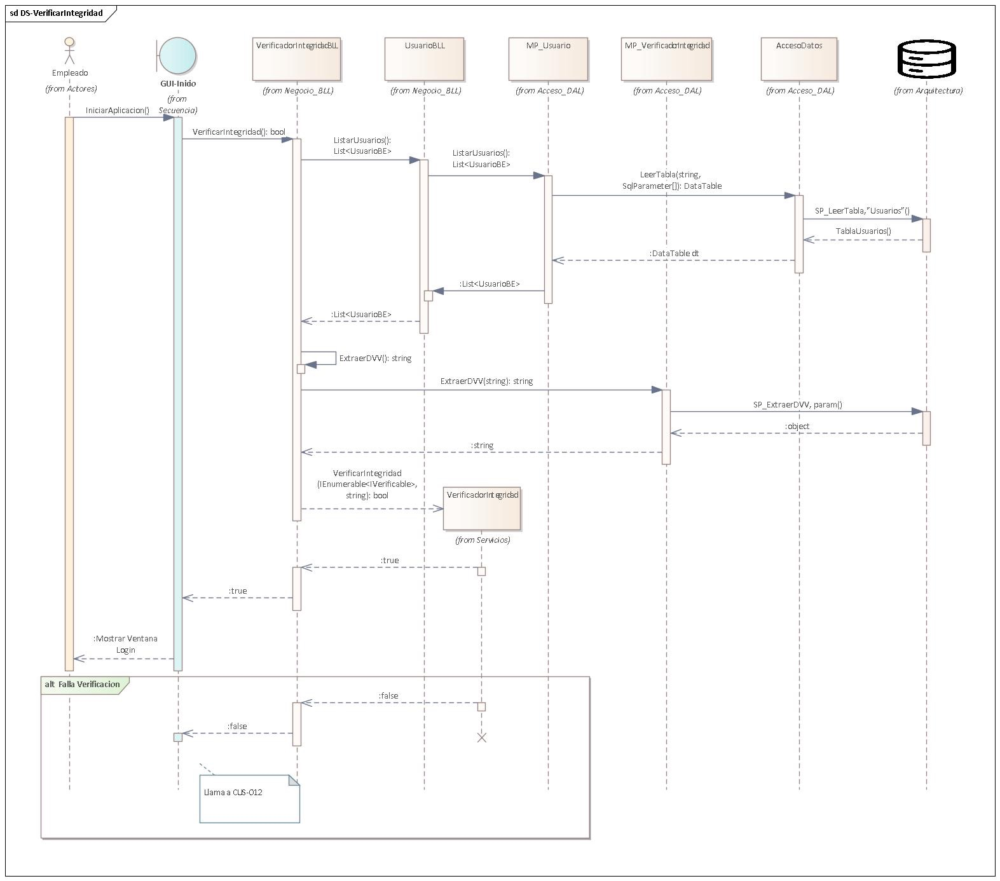 sd DS-VerificarIntegridad
Empleado
(from Actores)
GUI-Inicio
(from
Secuencia)
VerificadorIntegridadBLL
(from Negocio_BLL)
UsuarioBLL
(from Negocio_BLL)
MP_Usuario
(from Acceso_DAL)
MP_VerificadorIntegridad
(from Acceso_DAL)
AccesoDatos
(from Acceso_DAL)
(from Arquitectura)
IniciarAplicacion()
VerificarIntegridad(): bool
ListarUsuarios():
List<UsuarioBE>
ListarUsuarios():
List<UsuarioBE>
LeerTabla(string,
SqlParameter[]): DataTable
SP_LeerTabla,"Usuarios"()
TablaUsuarios()
:DataTable dt
:List<UsuarioBE>
:List<UsuarioBE>
ExtraerDVV(): string
ExtraerDVV(string): string
SP_ExtraerDVV, param()
:object
:string
VerificarIntegridad
(IEnumerable<IVerificable>,
string): bool
VerificadorIntegridad
(from Servicios)
:true
:true
:Mostrar Ventana
Login
alt Falla Verificacion
:false
:false
Llama a CUS-012